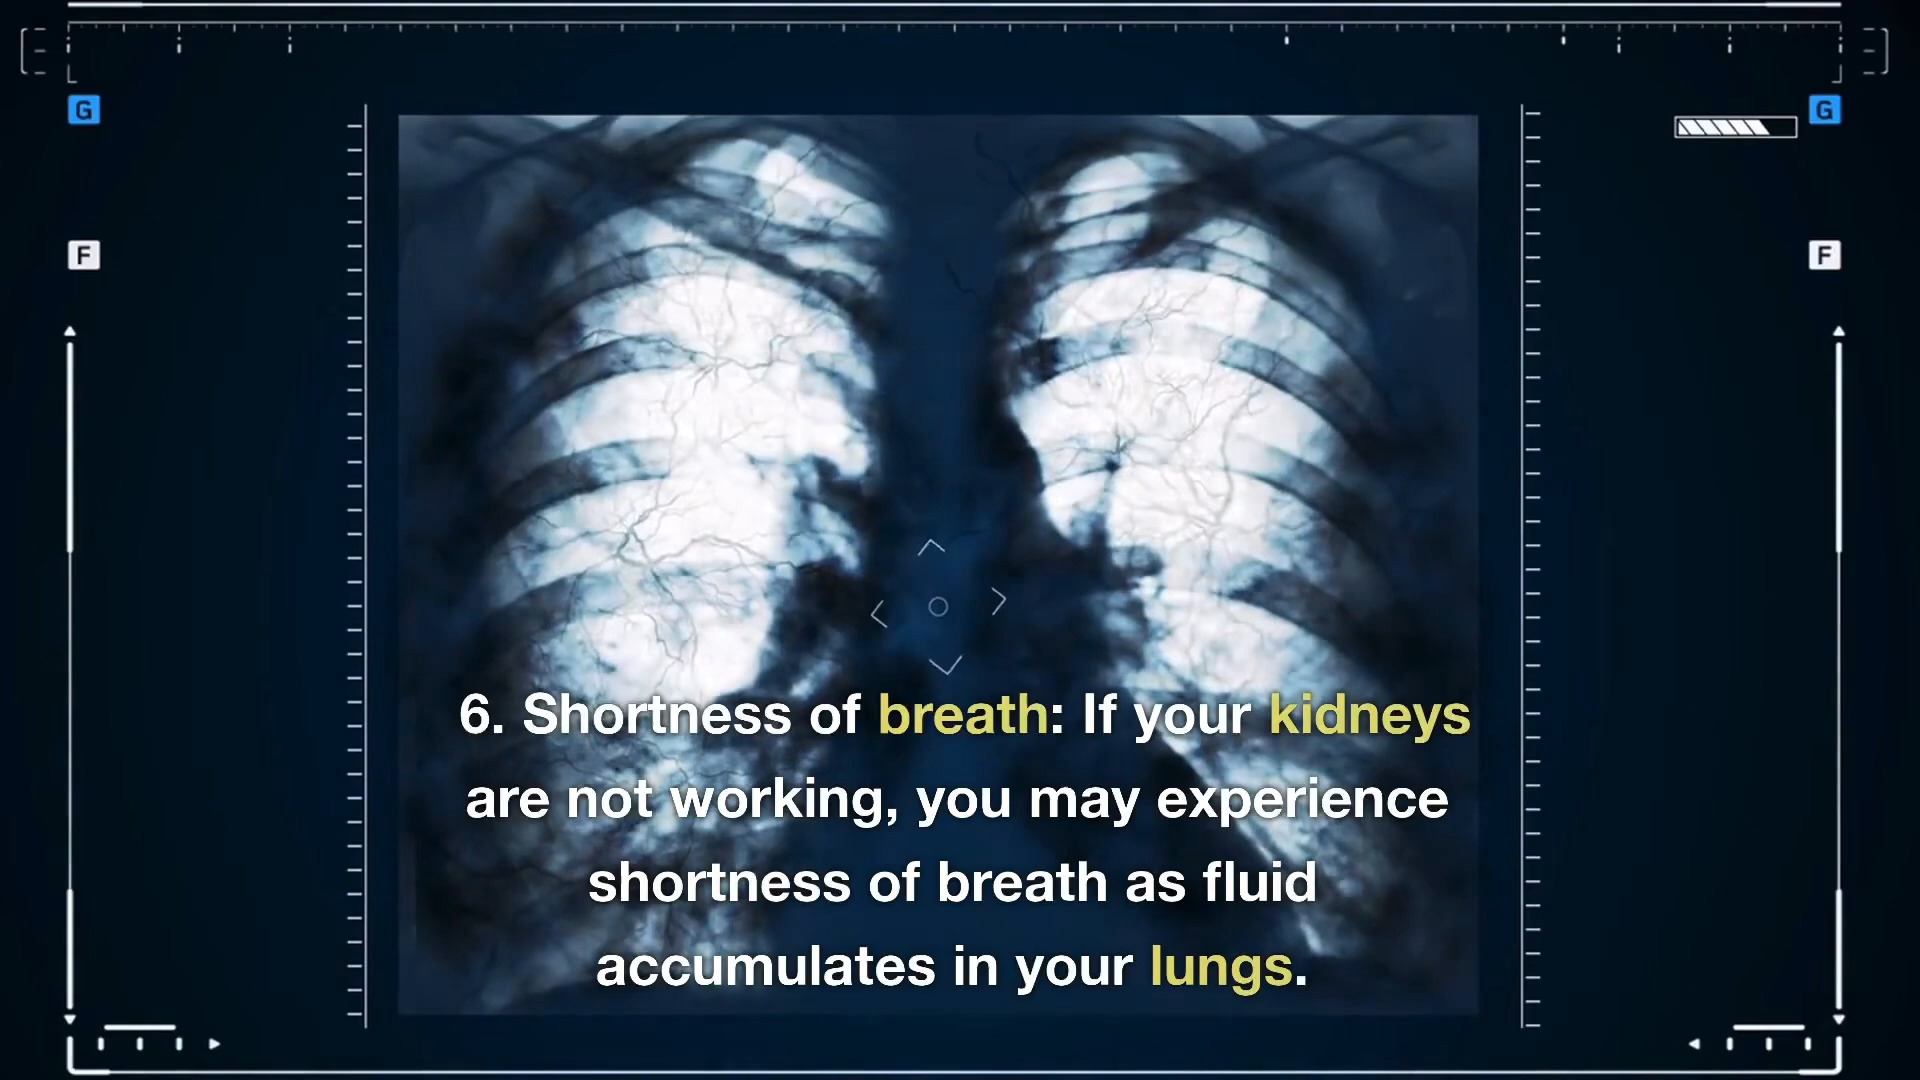 G G
F F
6. Shortness of breath: If your kidneys
are not working, you may experience
shortness of breath as fluid
accumulates in your lungs.